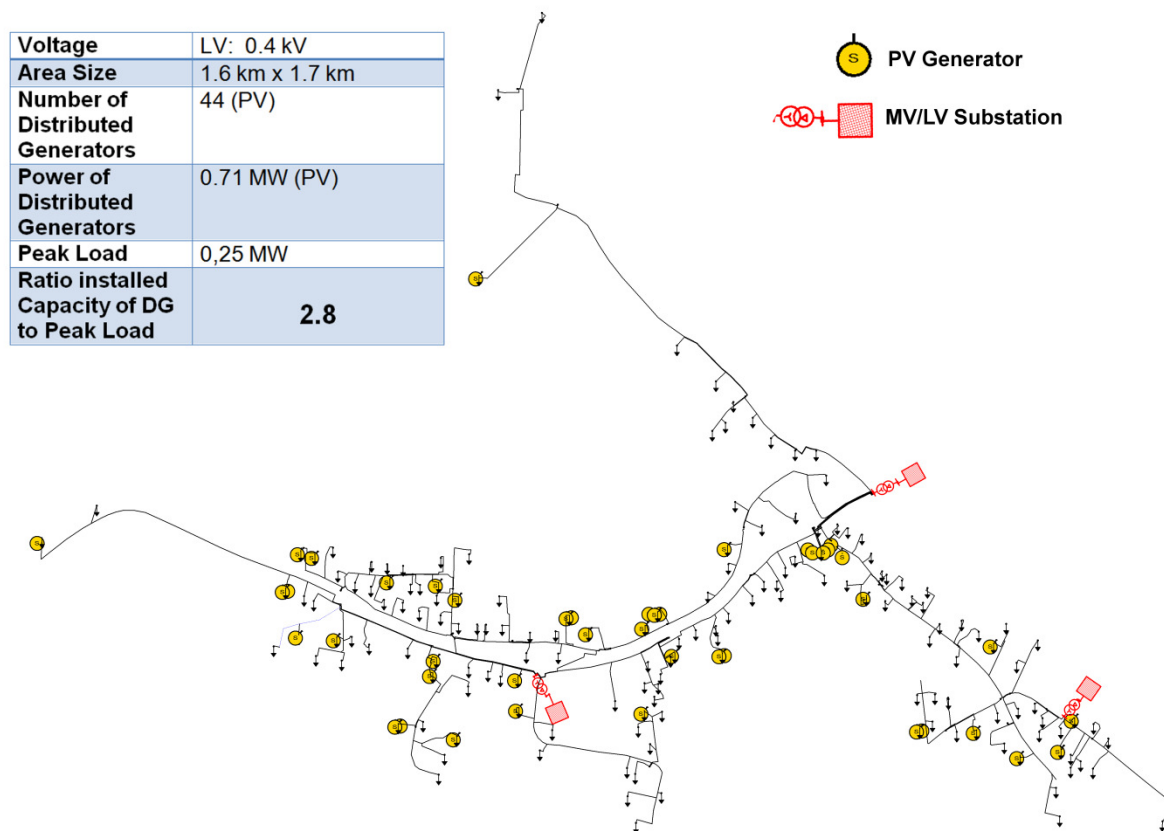 Voltage
LV: 0.4 kV
Area Size
1.6 km x 1.7 km
Number of
Distributed
Generators
44 (PV)
Power of
Distributed
Generators
0.71 MW (PV)
Peak Load
0,25 MW
Ratio installed
Capacity of DG
to Peak Load
2.8
S
PV Generator
MV/LV Substation